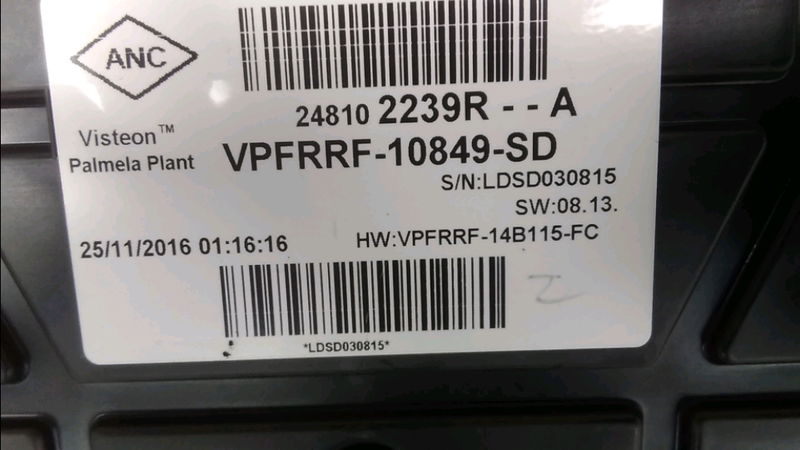 ANC
24810 2239R - - A
Visteon™
Palmela Plant
VPFRRF-10849-SD
S/N:LDSD030815
SW:08.13.
25/11/2016 01:16:16
HW:VPFRRF-14B115-FC
*LDSD030815*